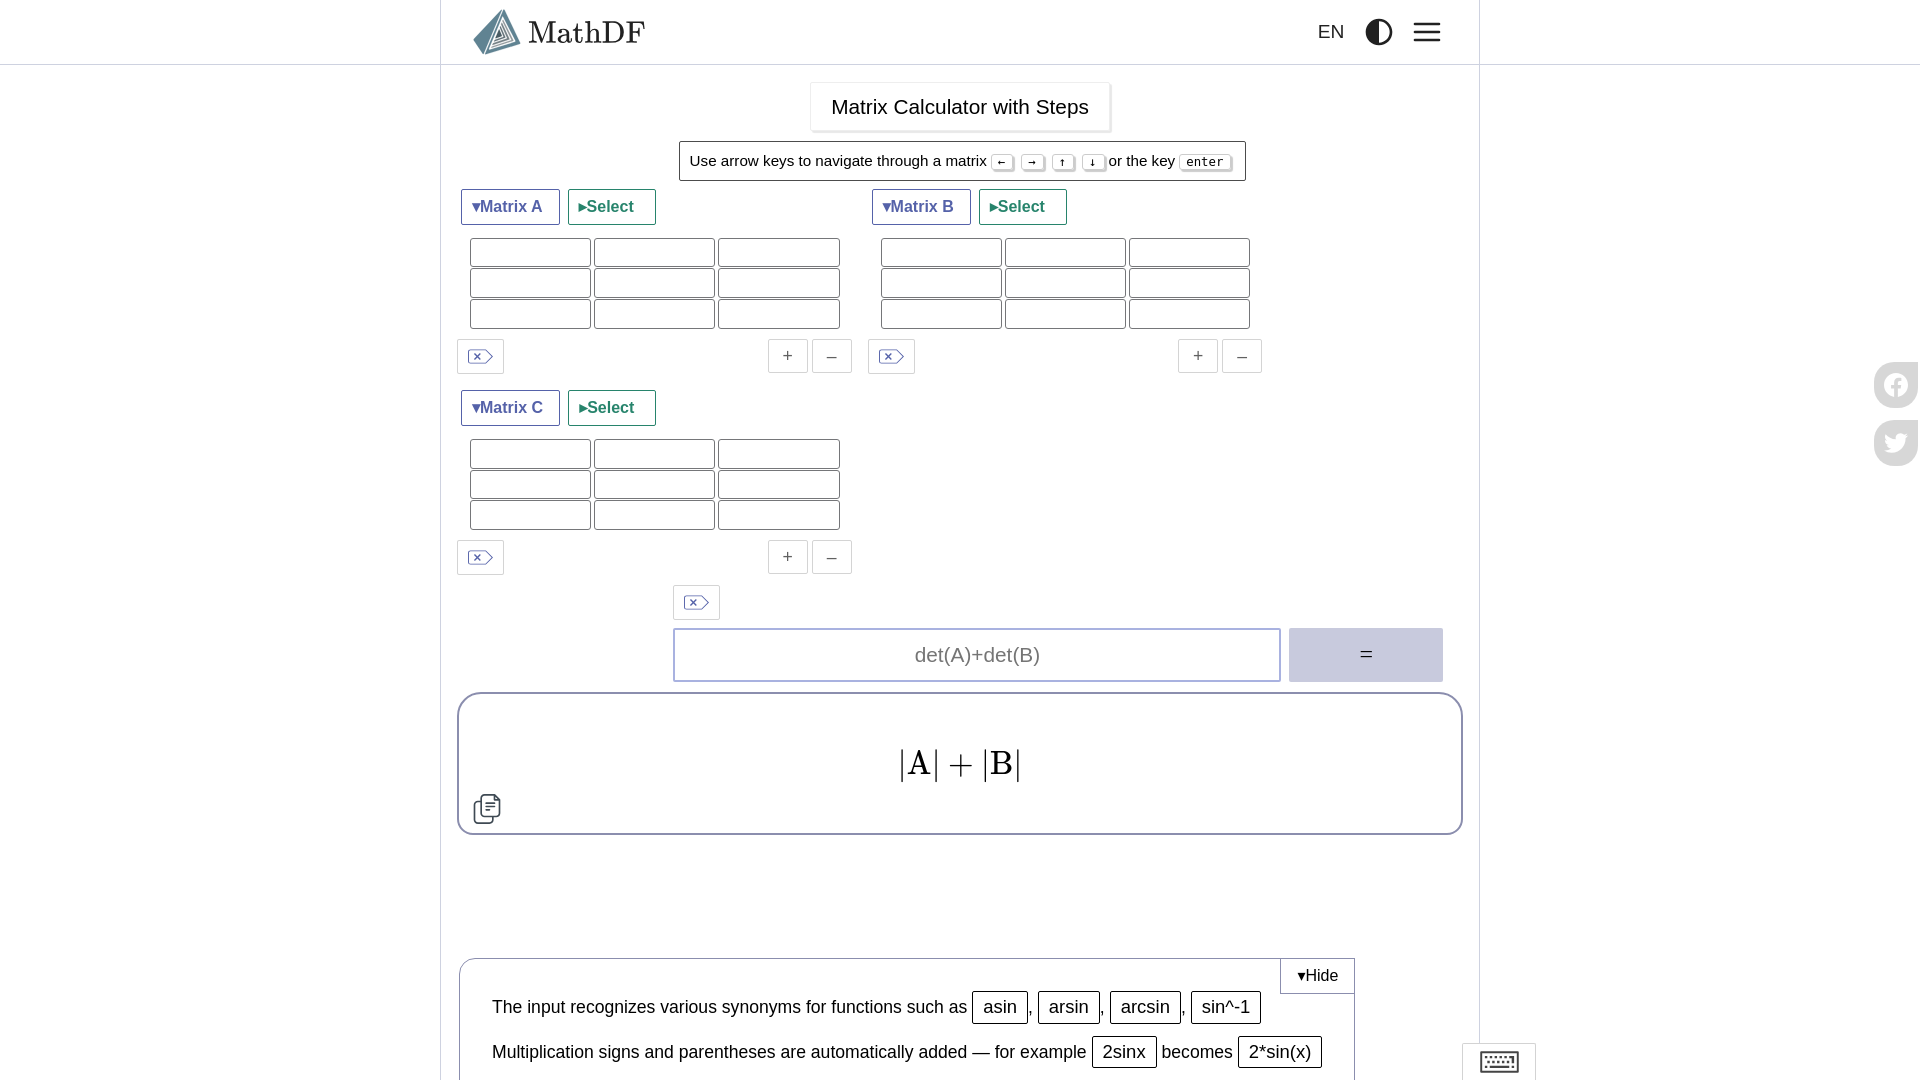 MathDF
EN
Matrix Calculator with Steps
Use arrow keys to navigate through a matrix ← → ↑ ↓ or the key enter
▾Matrix A ▸Select ▾Matrix B ▸Select
+ – + –
▾Matrix C ▸Select
+ –
det(A)+det(B) =
|A| + |B|
▾Hide
The input recognizes various synonyms for functions such as asin, arsin, arcsin, sin^-1
Multiplication signs and parentheses are automatically added — for example 2sinx becomes 2*sin(x)